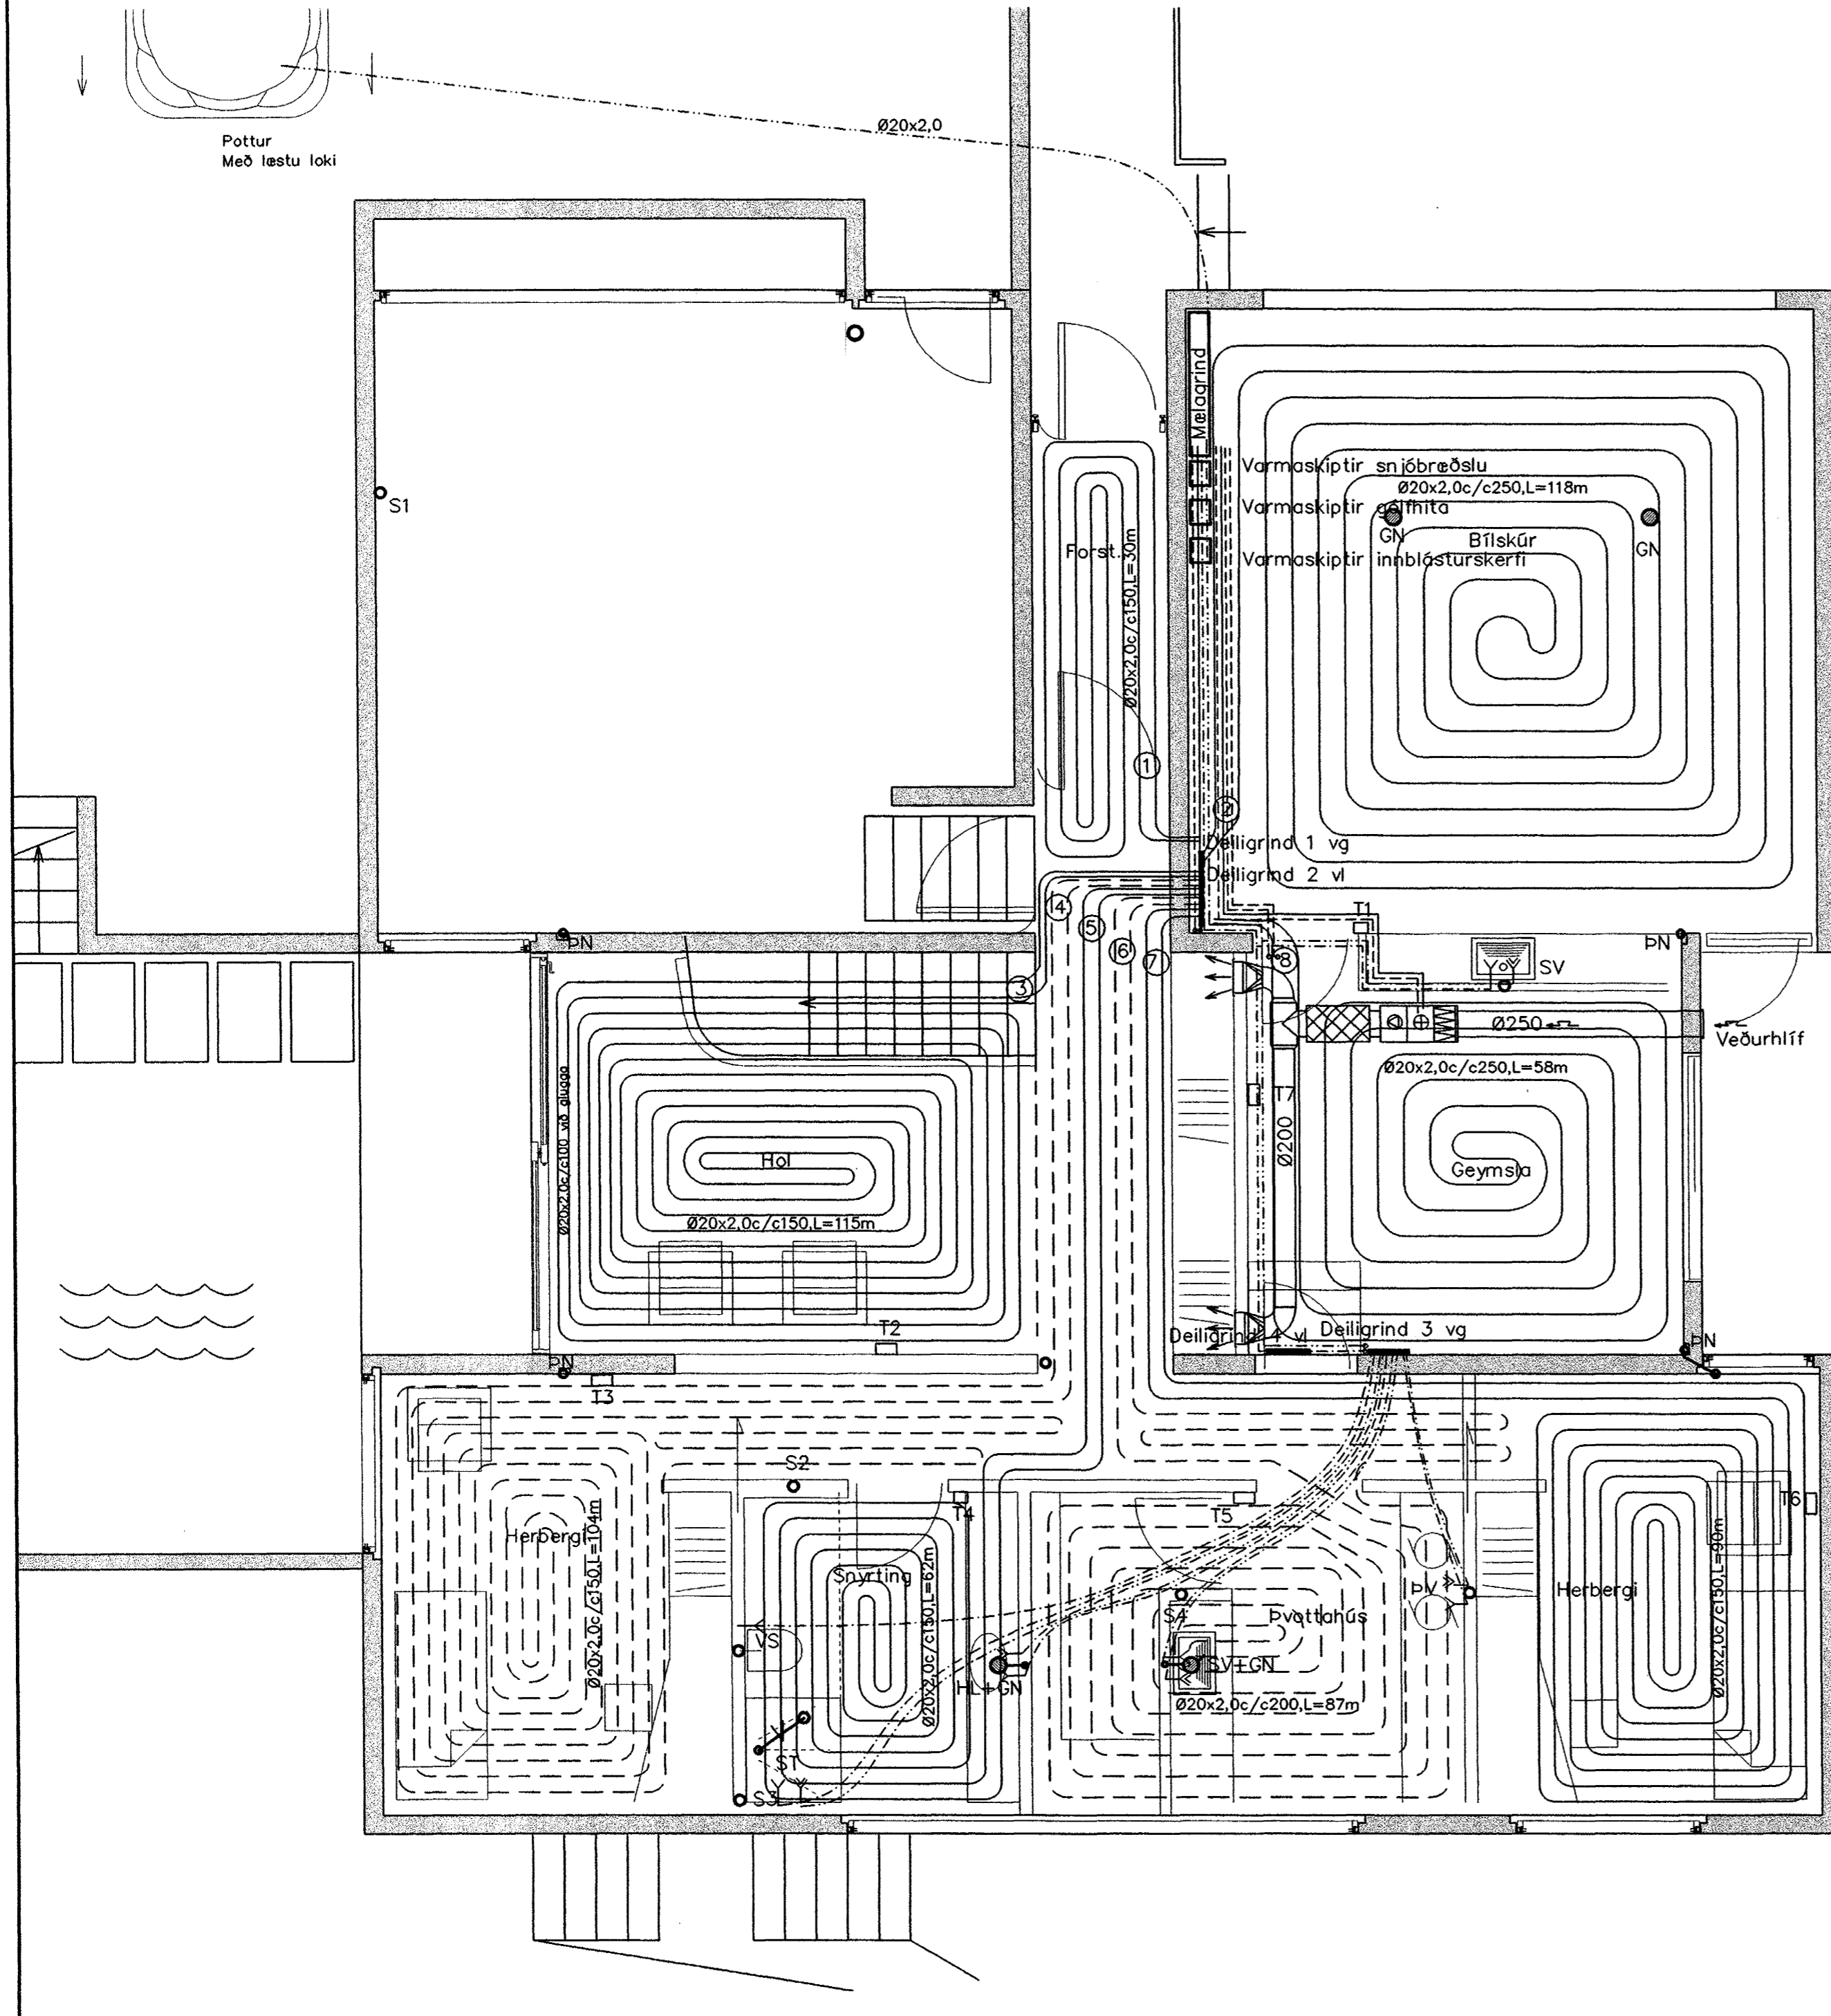 Pottur
Með læstu loki
Ø20x2,0
Mælagrind
Varmaskiptir snjóbræðslu
Ø20x2,0c/c250,L=118m
S1
Varmaskiptir gólfhita
GN
GN
Bílskúr
Forst.
Varmaskiptir innblásturskerfi
Ø20x2,0c/c150,L=30m
1
2
Deiligrind 1 vg
Deiligrind 2 vl
4
T1
5
ÞN
ÞN
6
7
8
SV
3
Ø250
Veðurhlíf
Ø20x2,0c/c250,L=58m
T7
Ø20x2,0c/c100 við glugga
Ø200
Hol
Geymsla
Ø20x2,0c/c150,L=115m
T2
Deiligrind 4 vl
Deiligrind 3 vg
ÞN
ÞN
T3
S2
T4
T5
T6
Herbergi
Ø20x2,0c/c150,L=104m
Snyrting
Ø20x2,0c/c150,L=62m
ÞV
Herbergi
Ø20x2,0c/c150,L=90m
S4
Þvottahús
VS
SV+GN
HL+GN
Ø20x2,0c/c200,L=87m
ST
S3